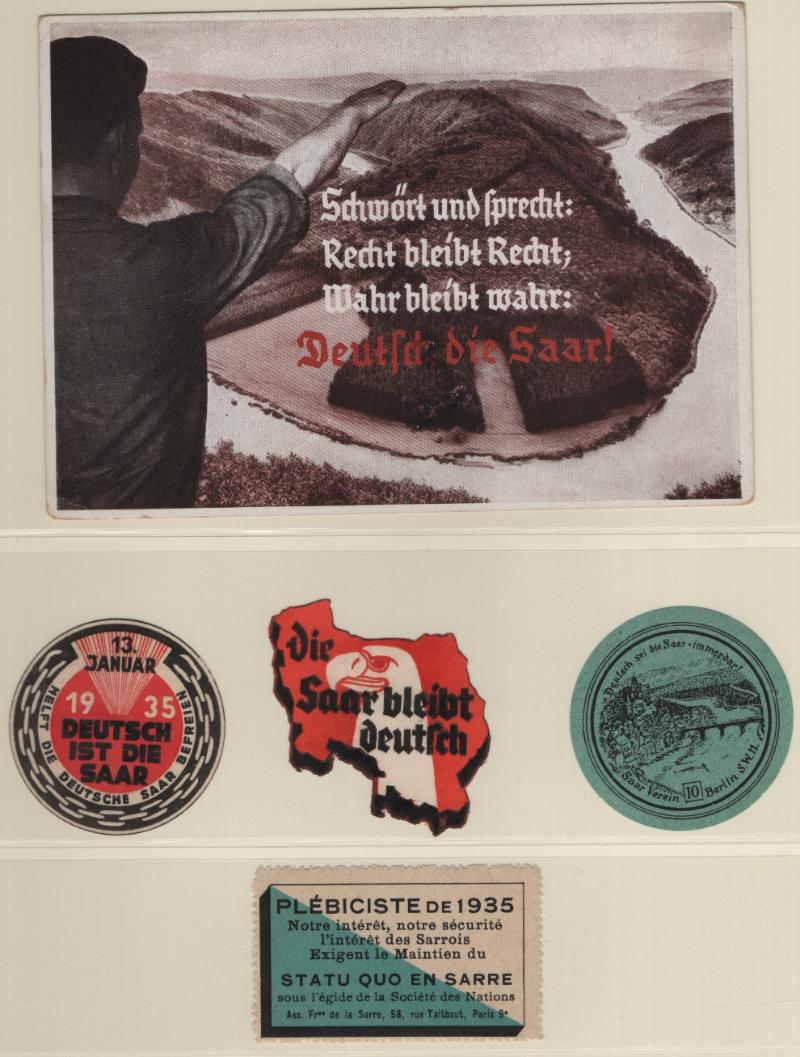 Schwört und sprecht:
Recht bleibt Recht;
Wahr bleibt wahr:
Deutsch die Saar!
13.
JANUAR
19 35
DEUTSCH
IST DIE
SAAR
HELFT DIE DEUTSCHE SAAR BEFREIEN
die
Saar bleibt
deutsch
Deutsch sei die Saar - immerdar!
Saar Verein 10 Berlin S.W.11.
PLÉBICISTE DE 1935
Notre intérêt, notre sécurité
l'intérêt des Sarrois
Exigent le Maintien du
STATU QUO EN SARRE
sous l'égide de la Société des Nations
Ass. Frse de la Sarre, 58, rue Taitbout, Paris 9e